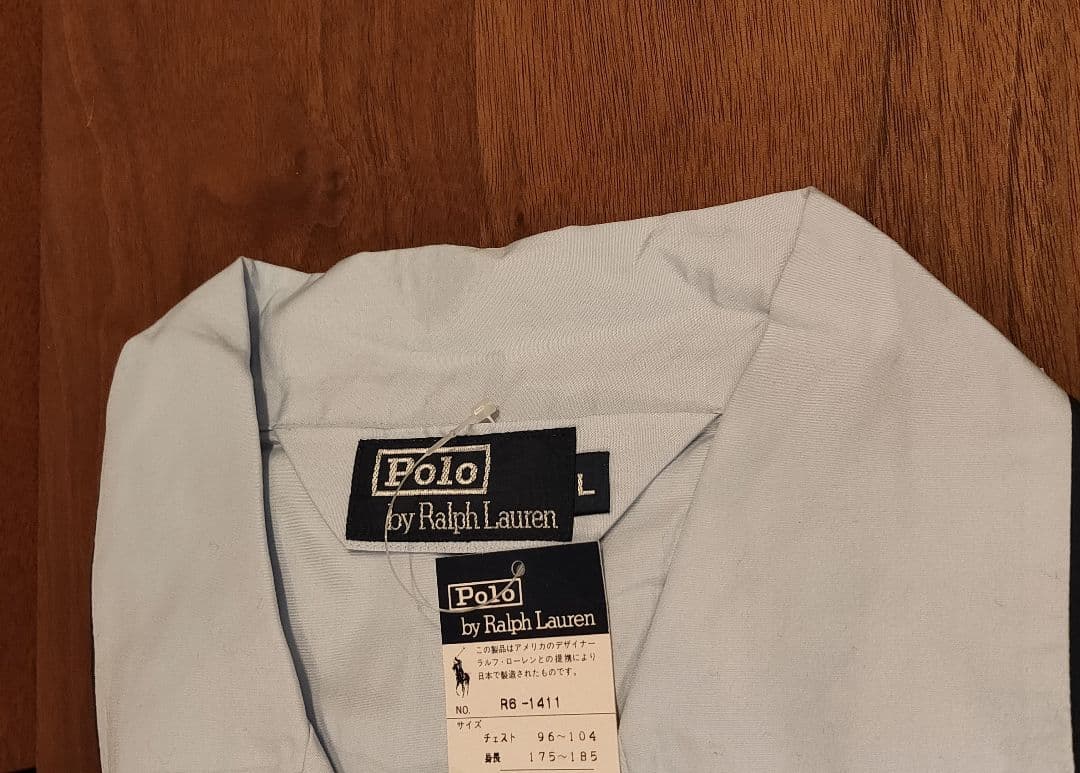 Polo
by Ralph Lauren
L
Polo
by Ralph Lauren
この製品はアメリカのデザイナー
ラルフ・ローレンとの提携により
日本で製造されたものです。
NO. R6-1411
サイズ
チェスト 96~104
身長 175~185